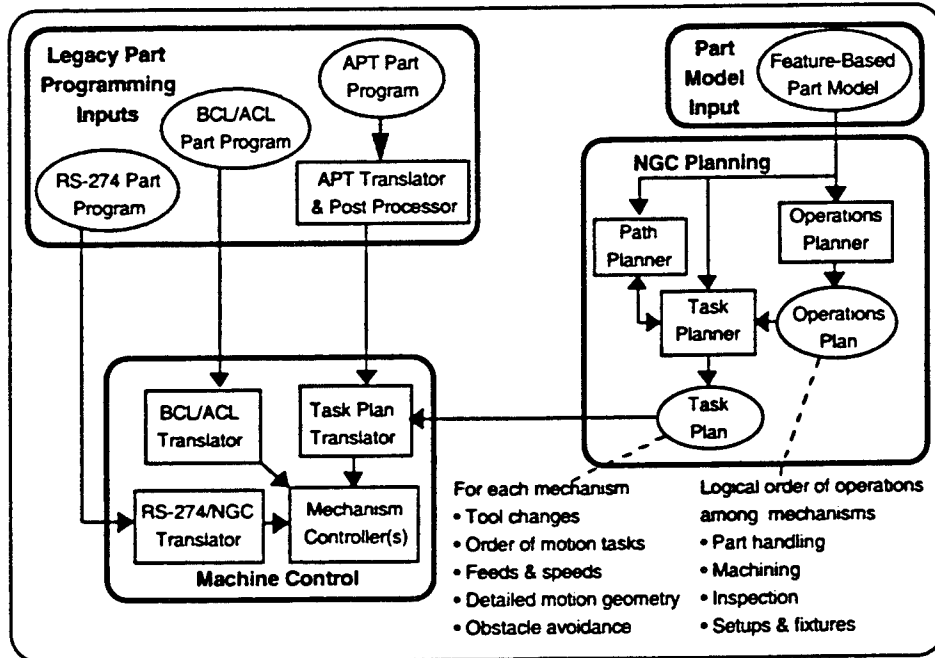 Legacy Part
Programming
Inputs
APT Part
Program
BCL/ACL
Part Program
RS-274 Part
Program
APT Translator
& Post Processor
Part
Model
Input
Feature-Based
Part Model
NGC Planning
Path
Planner
Operations
Planner
Task
Planner
Operations
Plan
Task
Plan
BCL/ACL
Translator
Task Plan
Translator
RS-274/NGC
Translator
Mechanism
Controller(s)
Machine Control
For each mechanism
• Tool changes
• Order of motion tasks
• Feeds & speeds
• Detailed motion geometry
• Obstacle avoidance
Logical order of operations
among mechanisms
• Part handling
• Machining
• Inspection
• Setups & fixtures